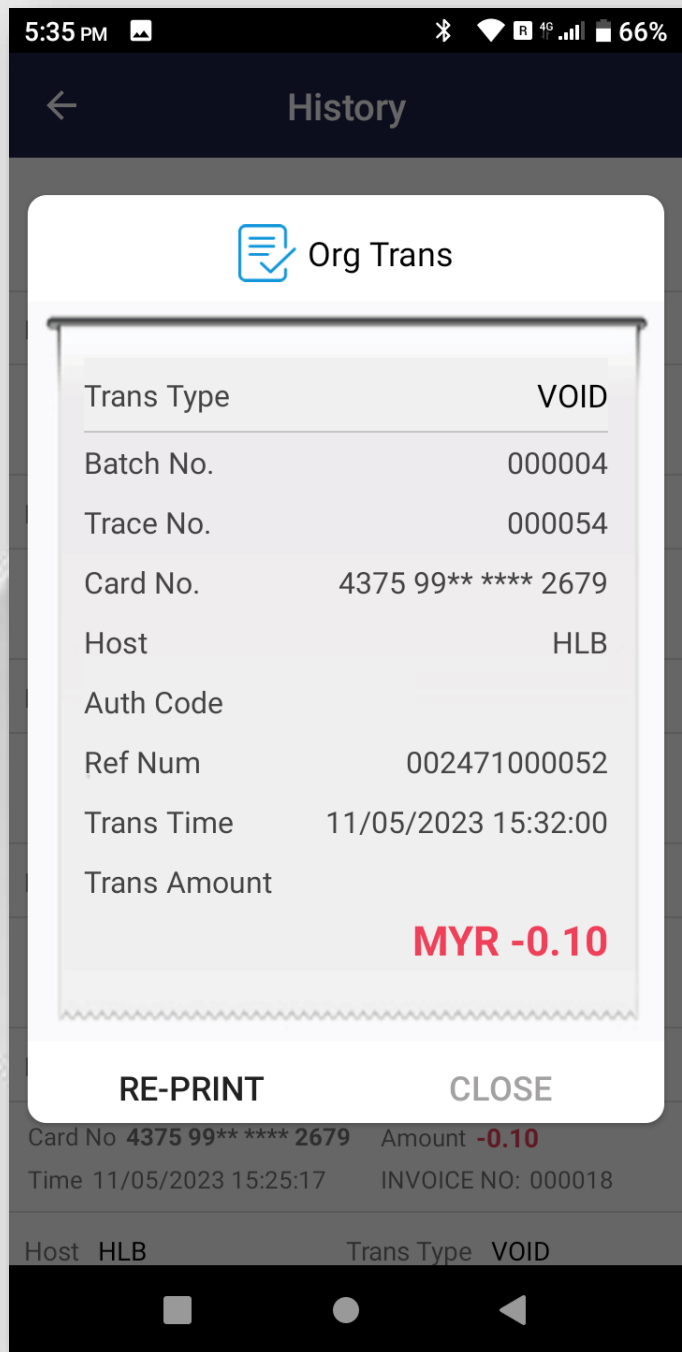 5:35 PM R 4G 66%
History
Org Trans
Trans Type VOID
Batch No. 000004
Trace No. 000054
Card No. 4375 99** **** 2679
Host HLB
Auth Code
Ref Num 002471000052
Trans Time 11/05/2023 15:32:00
Trans Amount
MYR -0.10
RE-PRINT CLOSE
Card No 4375 99** **** 2679 Amount -0.10
Time 11/05/2023 15:25:17 INVOICE NO: 000018
Host HLB Trans Type VOID